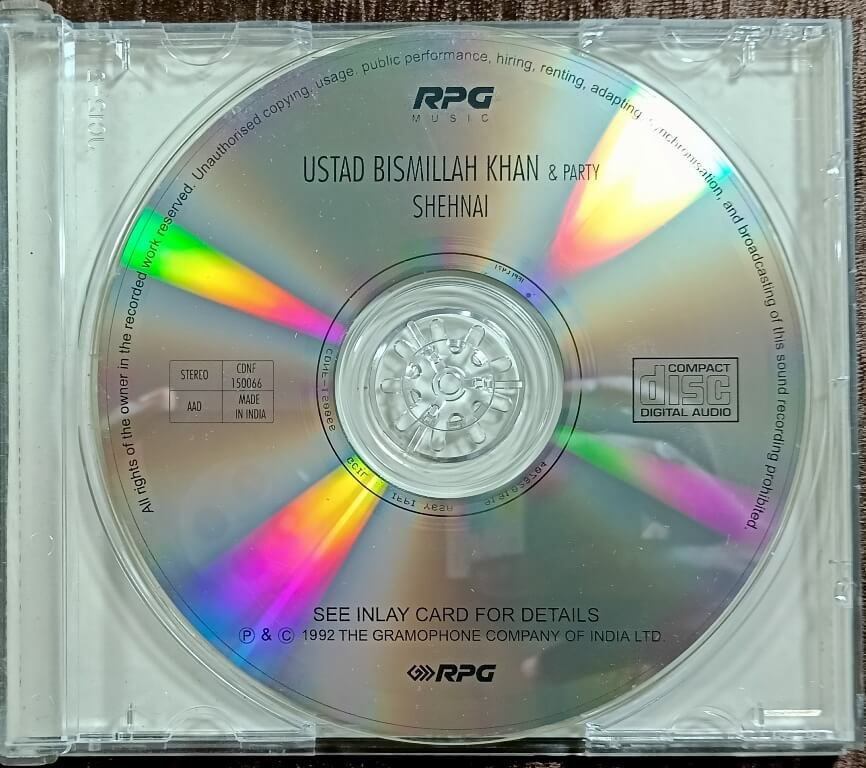 All rights of the owner in the recorded work reserved. Unauthorised copying, usage, public performance, hiring, renting, adapting, synchronisation, and broadcasting of this sound recording prohibited.
RPG
MUSIC
USTAD BISMILLAH KHAN & PARTY
SHEHNAI
STEREO CDNF 150066
AAD MADE IN INDIA
COMPACT
disc
DIGITAL AUDIO
CDNF-150066
SEE INLAY CARD FOR DETAILS
Ⓟ & Ⓒ 1992 THE GRAMOPHONE COMPANY OF INDIA LTD.
RPG